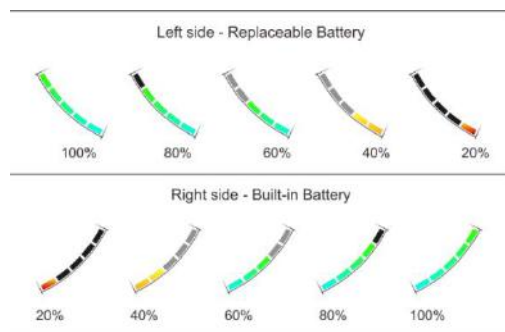 Left side - Replaceable Battery
100% 80% 60% 40% 20%
Right side - Built-in Battery
20% 40% 60% 80% 100%